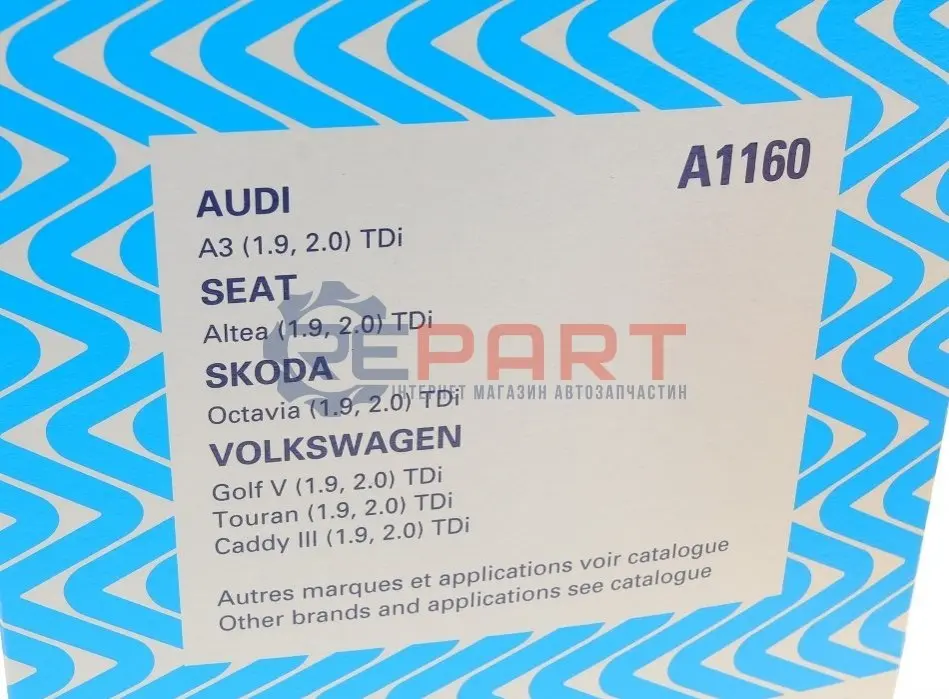 A1160
AUDI
A3 (1.9, 2.0) TDi
SEAT
Altea (1.9, 2.0) TDi
SKODA
Octavia (1.9, 2.0) TDi
VOLKSWAGEN
Golf V (1.9, 2.0) TDi
Touran (1.9, 2.0) TDi
Caddy III (1.9, 2.0) TDi
Autres marques et applications voir catalogue
Other brands and applications see catalogue
REPART
ІНТЕРНЕТ МАГАЗИН АВТОЗАПЧАСТИН